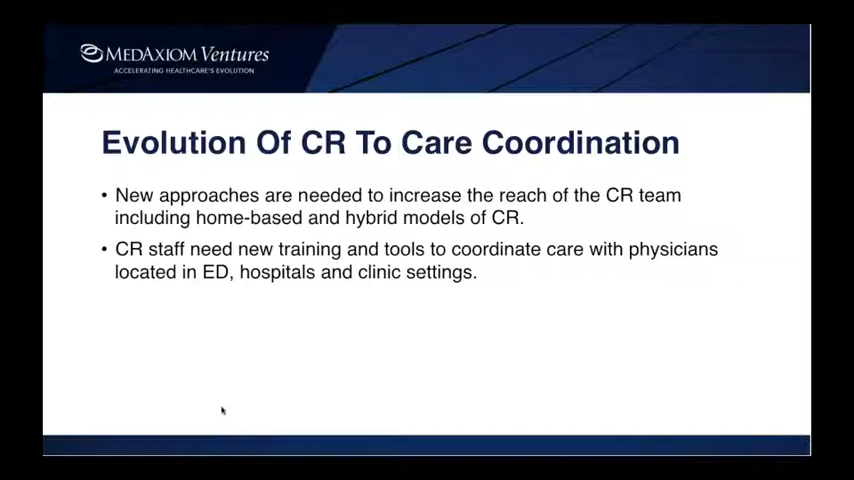 MEDAXIOM Ventures
ACCELERATING HEALTHCARE'S EVOLUTION
Evolution Of CR To Care Coordination
• New approaches are needed to increase the reach of the CR team
including home-based and hybrid models of CR.
• CR staff need new training and tools to coordinate care with physicians
located in ED, hospitals and clinic settings.